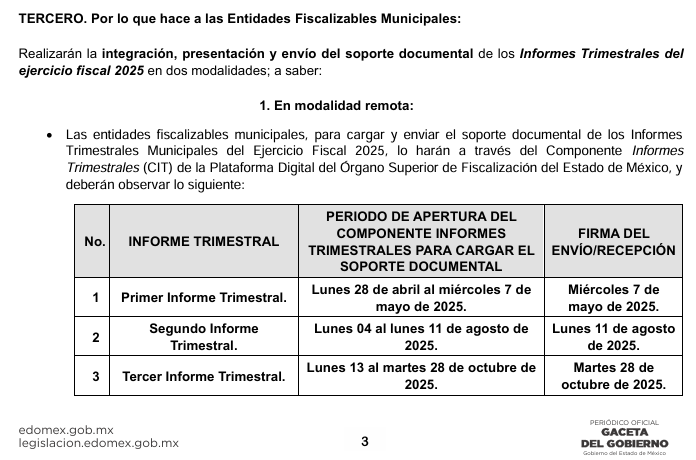 TERCERO. Por lo que hace a las Entidades Fiscalizables Municipales:
Realizarán la integración, presentación y envío del soporte documental de los Informes Trimestrales del
ejercicio fiscal 2025 en dos modalidades; a saber:
1. En modalidad remota:
• Las entidades fiscalizables municipales, para cargar y enviar el soporte documental de los Informes
Trimestrales Municipales del Ejercicio Fiscal 2025, lo harán a través del Componente Informes
Trimestrales (CIT) de la Plataforma Digital del Órgano Superior de Fiscalización del Estado de México, y
deberán observar lo siguiente:
No.
INFORME TRIMESTRAL
PERIODO DE APERTURA DEL
COMPONENTE INFORMES
TRIMESTRALES PARA CARGAR EL
SOPORTE DOCUMENTAL
FIRMA DEL
ENVÍO/RECEPCIÓN
1
Primer Informe Trimestral.
Lunes 28 de abril al miércoles 7 de
mayo de 2025.
Miércoles 7 de
mayo de 2025.
2
Segundo Informe
Trimestral.
Lunes 04 al lunes 11 de agosto de
2025.
Lunes 11 de agosto
de 2025.
3
Tercer Informe Trimestral.
Lunes 13 al martes 28 de octubre de
2025.
Martes 28 de
octubre de 2025.
edomex.gob.mx
legislacion.edomex.gob.mx
3
PERIÓDICO OFICIAL
GACETA
DEL GOBIERNO
Gobierno del Estado de México